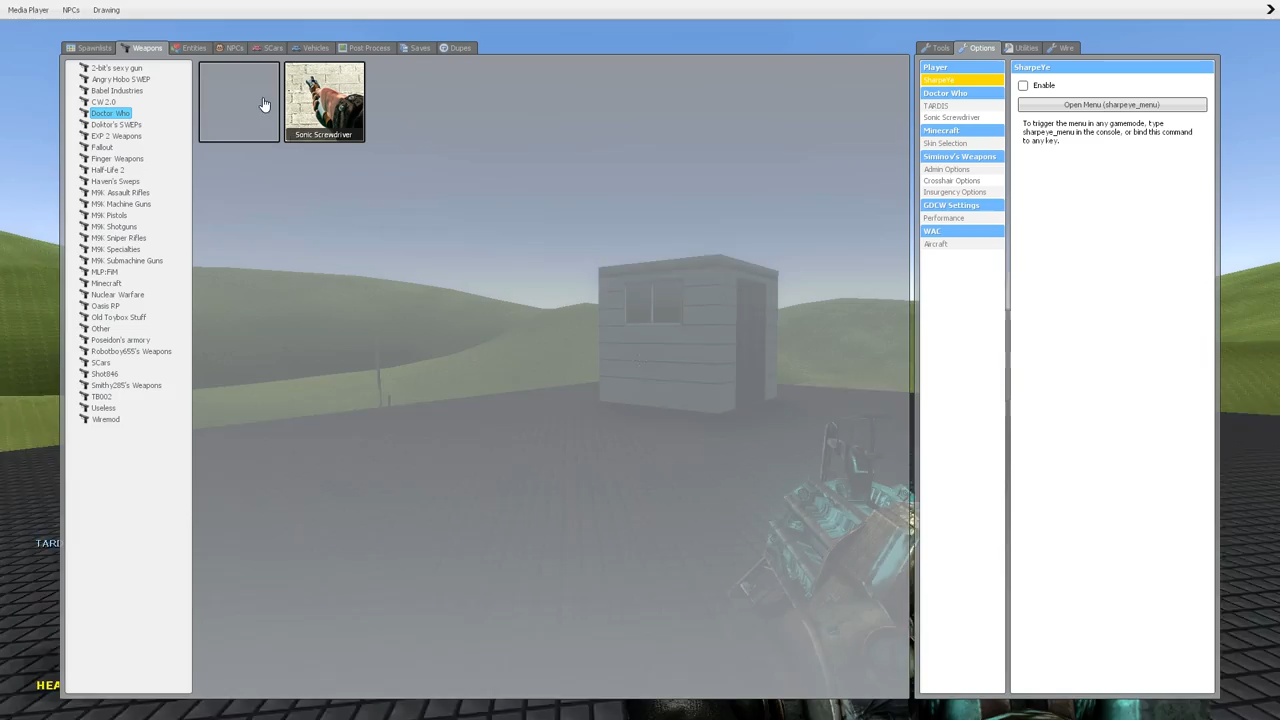 Media Player NPCs Drawing
Spawnlists Weapons Entities NPCs SCars Vehicles Post Process Saves Dupes
Tools Options Utilities Wire
2-bit's sexy gun
Angry Hobo SWEP
Babel Industries
CW 2.0
Doctor Who
Doktor's SWEPs
EXP 2 Weapons
Fallout
Finger Weapons
Half-Life 2
Haven's Sweps
M9K Assault Rifles
M9K Machine Guns
M9K Pistols
M9K Shotguns
M9K Sniper Rifles
M9K Specialties
M9K Submachine Guns
MLP:FiM
Minecraft
Nuclear Warfare
Oasis RP
Old Toybox Stuff
Other
Poseidon's armory
Robotboy655's Weapons
SCars
Shot846
Smithy285's Weapons
TB002
Useless
Wiremod
Sonic Screwdriver
Player
SharpeYe
Doctor Who
TARDIS
Sonic Screwdriver
Minecraft
Skin Selection
Siminov's Weapons
Admin Options
Crosshair Options
Insurgency Options
GDCW Settings
Performance
WAC
Aircraft
SharpeYe
Enable
Open Menu (sharpeye_menu)
To trigger the menu in any gamemode, type
sharpeye_menu in the console, or bind this command
to any key.
TARD
HEA